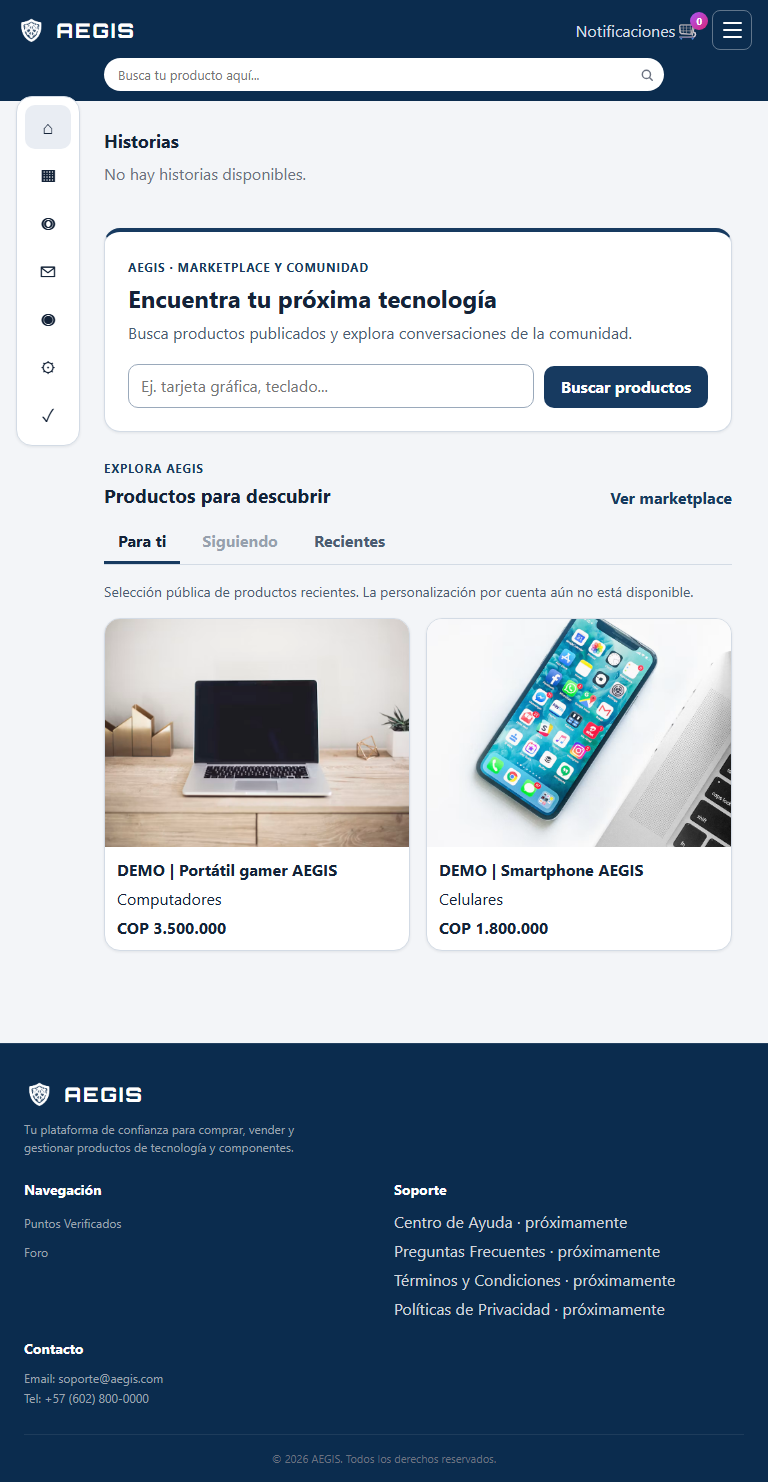 AEGIS
Notificaciones
0
Busca tu producto aquí...
Historias
No hay historias disponibles.
AEGIS · MARKETPLACE Y COMUNIDAD
Encuentra tu próxima tecnología
Busca productos publicados y explora conversaciones de la comunidad.
Ej. tarjeta gráfica, teclado...
Buscar productos
EXPLORA AEGIS
Productos para descubrir
Ver marketplace
Para ti
Siguiendo
Recientes
Selección pública de productos recientes. La personalización por cuenta aún no está disponible.
DEMO | Portátil gamer AEGIS
Computadores
COP 3.500.000
DEMO | Smartphone AEGIS
Celulares
COP 1.800.000
AEGIS
Tu plataforma de confianza para comprar, vender y
gestionar productos de tecnología y componentes.
Navegación
Puntos Verificados
Foro
Soporte
Centro de Ayuda · próximamente
Preguntas Frecuentes · próximamente
Términos y Condiciones · próximamente
Políticas de Privacidad · próximamente
Contacto
Email: soporte@aegis.com
Tel: +57 (602) 800-0000
© 2026 AEGIS. Todos los derechos reservados.